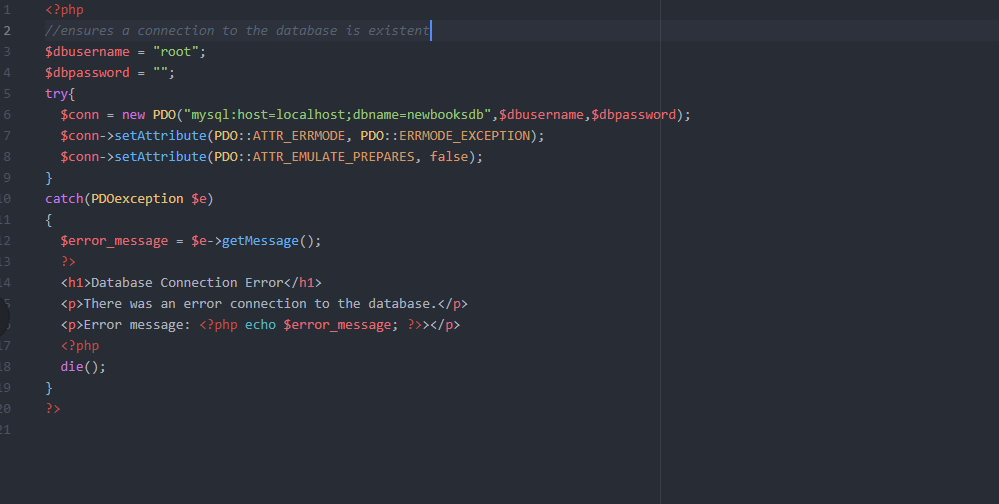 1 <?php
2 //ensures a connection to the database is existent
3 $dbusername = "root";
4 $dbpassword = "";
5 try{
6 $conn = new PDO("mysql:host=localhost;dbname=newbooksdb",$dbusername,$dbpassword);
7 $conn->setAttribute(PDO::ATTR_ERRMODE, PDO::ERRMODE_EXCEPTION);
8 $conn->setAttribute(PDO::ATTR_EMULATE_PREPARES, false);
9 }
10 catch(PDOexception $e)
11 {
12 $error_message = $e->getMessage();
13 ?>
14 <h1>Database Connection Error</h1>
15 <p>There was an error connection to the database.</p>
16 <p>Error message: <?php echo $error_message; ?>></p>
17 <?php
18 die();
19 }
20 ?>
21